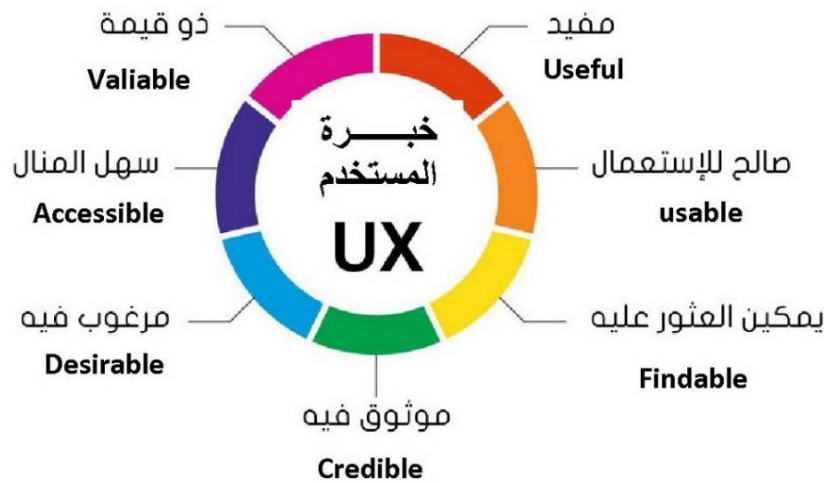 ذو قيمة
Valiable
مفيد
Useful
خبــــرة
المستخدم
UX
سهل المنال
Accessible
صالح للإستعمال
usable
مرغوب فيه
Desirable
يمكين العثور عليه
Findable
موثوق فيه
Credible